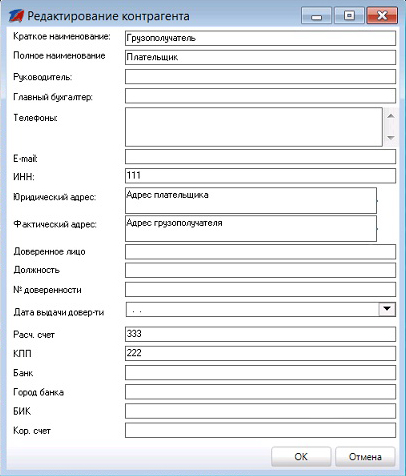 Редактирование контрагента
Краткое наименование: Грузополучатель
Полное наименование Плательщик
Руководитель:
Главный бухгалтер:
Телефоны:
E-mail:
ИНН: 111
Юридический адрес: Адрес плательщика
Фактический адрес: Адрес грузополучателя
Доверенное лицо
Должность
№ доверенности
Дата выдачи довер-ти . .
Расч. счет 333
КПП 222
Банк
Город банка
БИК
Кор. счет
ОК Отмена